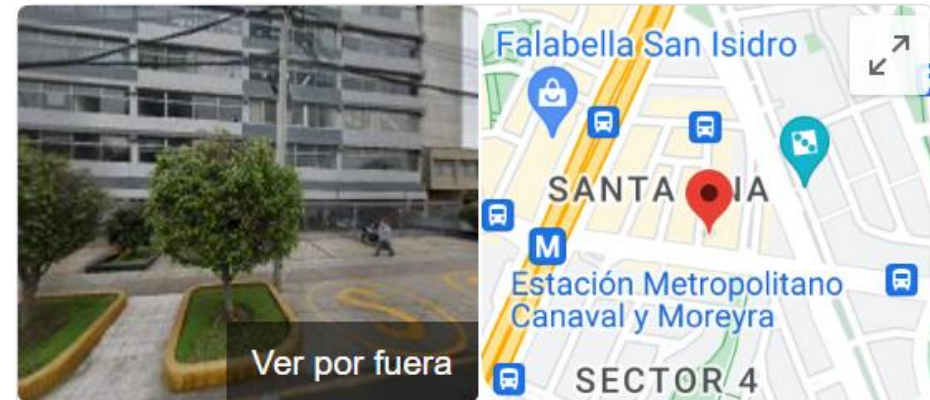 Ver por fuera
Falabella San Isidro
SANTA
M
Estación Metropolitano
Canaval y Moreyra
SECTOR 4